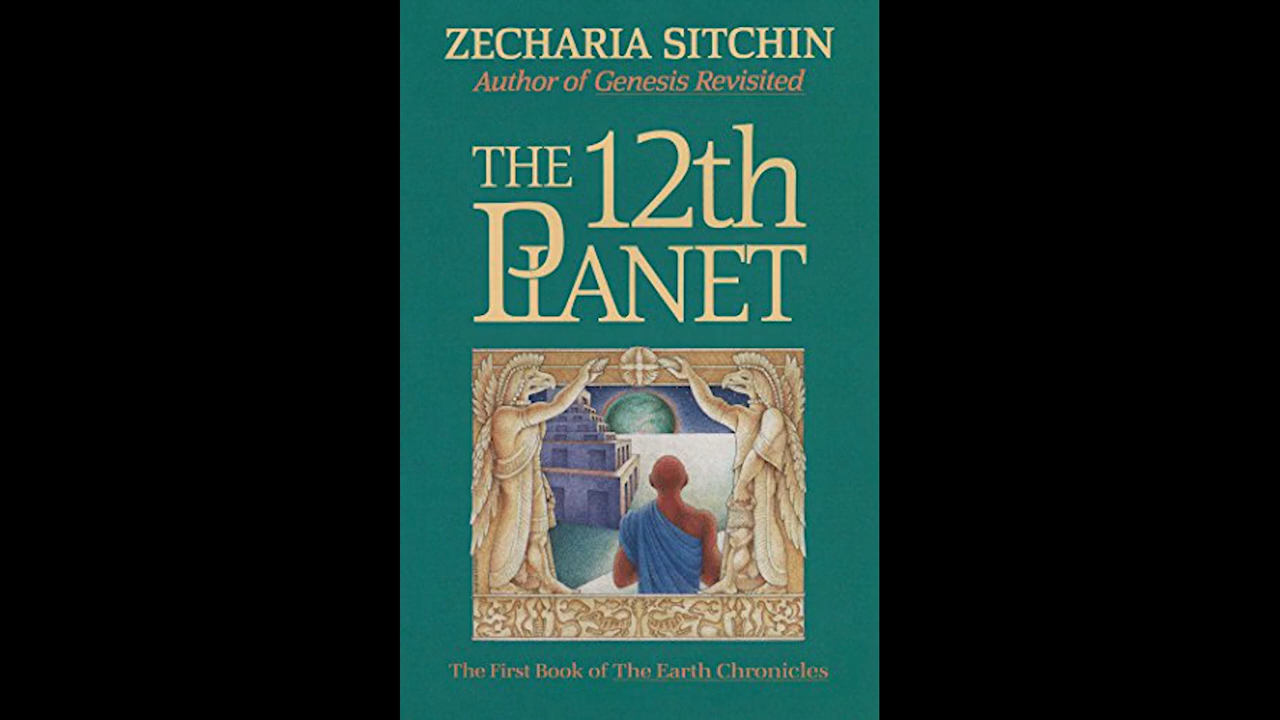 ZECHARIA SITCHIN
Author of Genesis Revisited
THE 12th
PLANET
The First Book of The Earth Chronicles